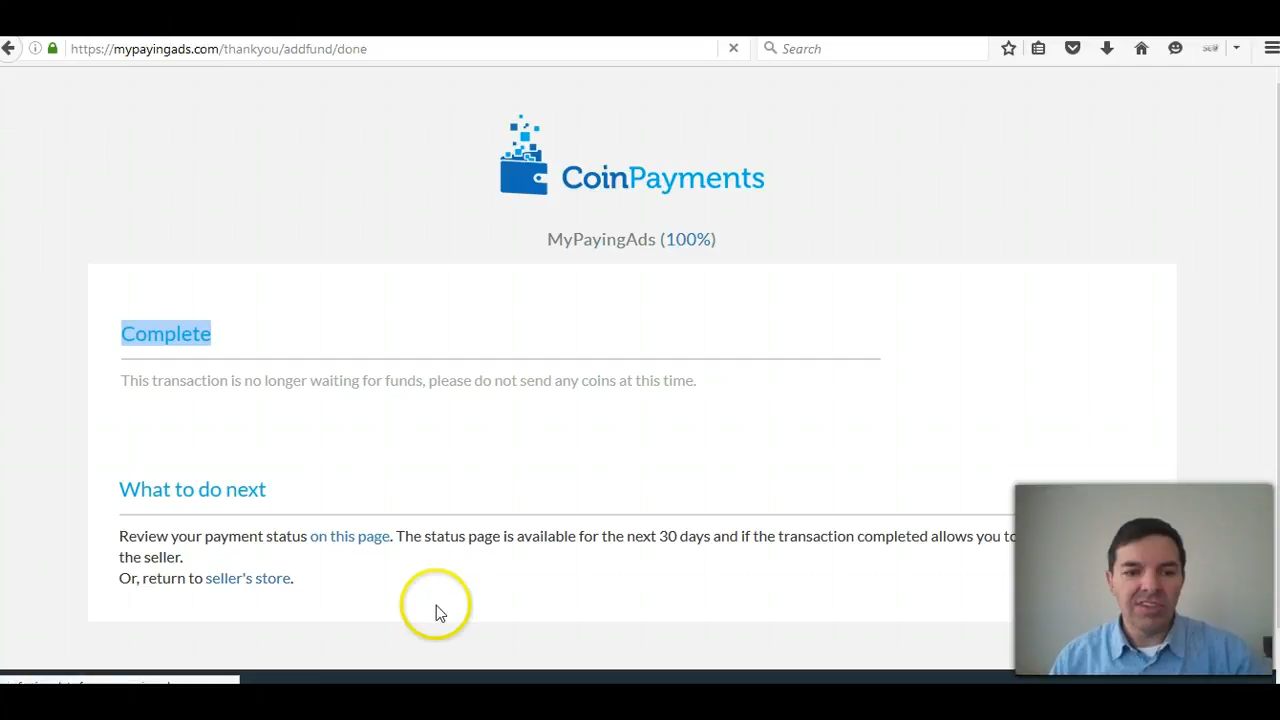 https://mypayingads.com/thankyou/addfund/done
Search
CoinPayments
MyPayingAds (100%)
Complete
This transaction is no longer waiting for funds, please do not send any coins at this time.
What to do next
Review your payment status on this page. The status page is available for the next 30 days and if the transaction completed allows you to
the seller.
Or, return to seller's store.